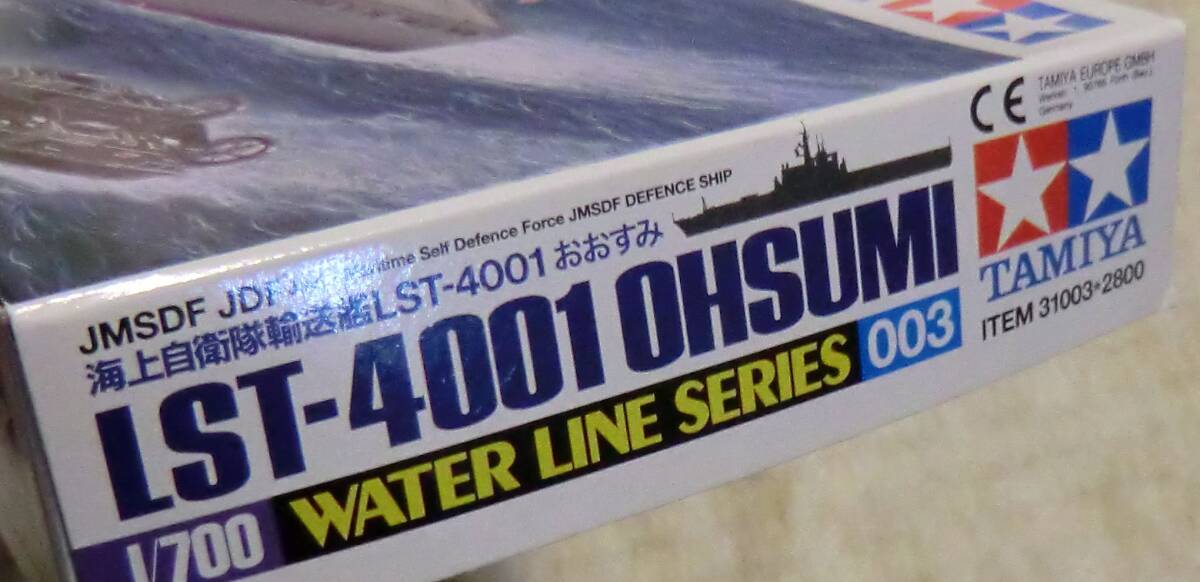 JMSDF JDF Maritime Self Defence Force JMSDF DEFENCE SHIP
海上自衛隊輸送艦LST-4001 おおすみ
LST-4001 OHSUMI
1/700 WATER LINE SERIES 003
CE
TAMIYA EUROPE GMBH
Germany
TAMIYA
ITEM 31003*2800